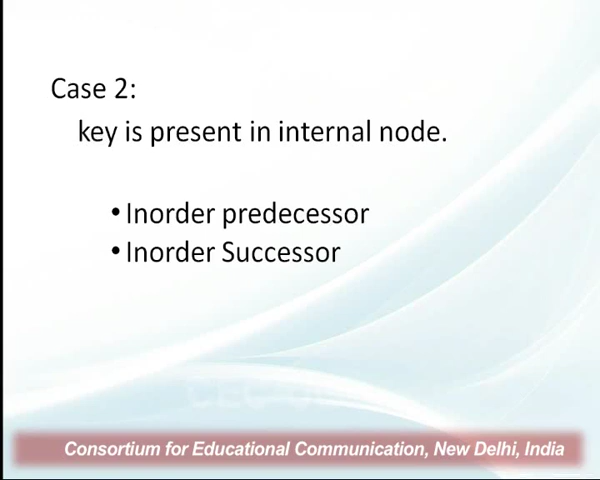 Case 2:
key is present in internal node.
• Inorder predecessor
• Inorder Successor
Consortium for Educational Communication, New Delhi, India